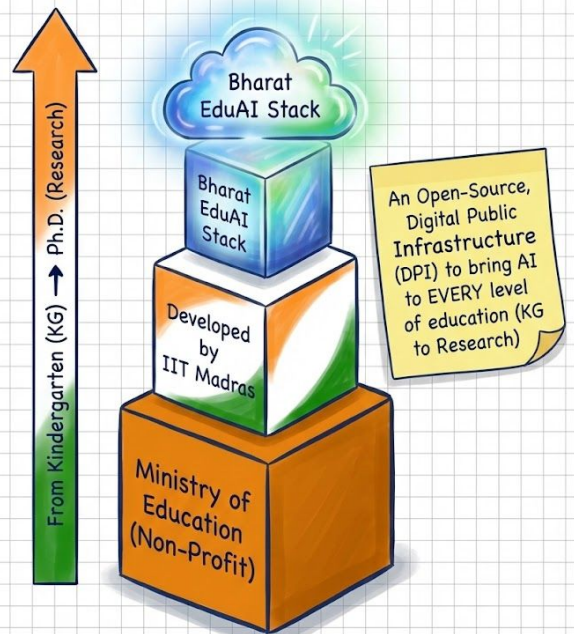 Bharat
EduAI Stack
Bharat
EduAI
Stack
Developed
by
IIT Madras
Ministry of
Education
(Non-Profit)
From Kindergarten (KG) → Ph.D. (Research)
An Open-Source,
Digital Public
Infrastructure
(DPI) to bring AI
to EVERY level
of education (KG
to Research)